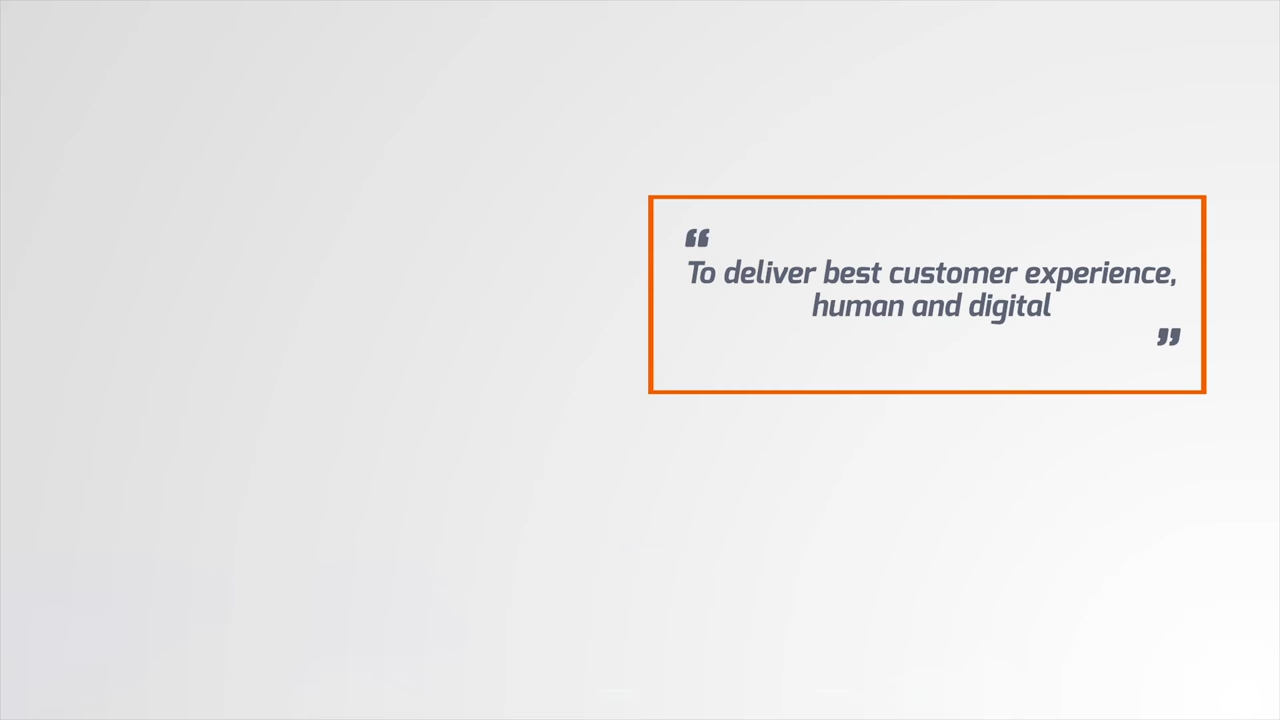 “
To deliver best customer experience,
human and digital
”